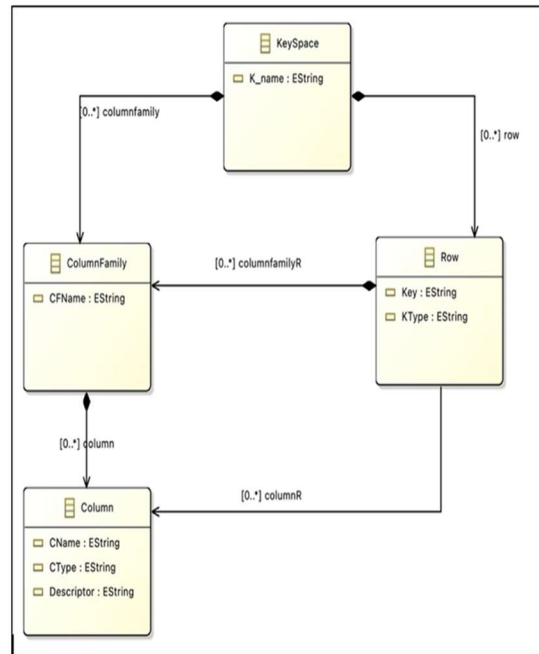 KeySpace
K_name : EString
[0..*] columnfamily
[0..*] row
ColumnFamily
CFName : EString
[0..*] columnfamilyR
Row
Key : EString
KType : EString
[0..*] column
[0..*] columnR
Column
CName : EString
CType : EString
Descriptor : EString